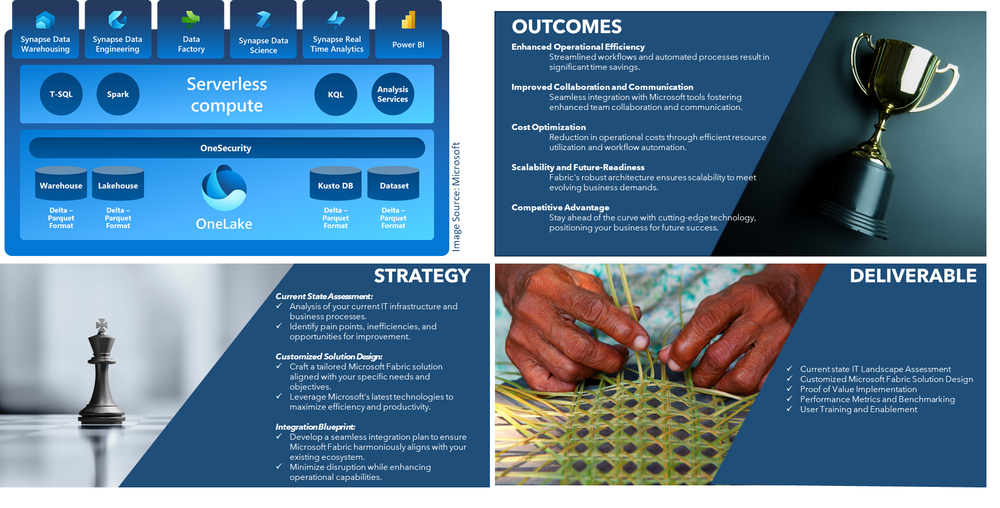 Synapse Data
Warehousing
Synapse Data
Engineering
Data
Factory
Synapse Data
Science
Synapse Real
Time Analytics
Power BI
T-SQL
Spark
Serverless
compute
KQL
Analysis
Services
OneSecurity
Warehouse
Lakehouse
Kusto DB
Dataset
Delta –
Parquet
Format
Delta –
Parquet
Format
OneLake
Delta –
Parquet
Format
Delta –
Parquet
Format
Image Source: Microsoft
OUTCOMES
Enhanced Operational Efficiency
Streamlined workflows and automated processes result in
significant time savings.
Improved Collaboration and Communication
Seamless integration with Microsoft tools fostering
enhanced team collaboration and communication.
Cost Optimization
Reduction in operational costs through efficient resource
utilization and workflow automation.
Scalability and Future-Readiness
Fabric's robust architecture ensures scalability to meet
evolving business demands.
Competitive Advantage
Stay ahead of the curve with cutting-edge technology,
positioning your business for future success.
STRATEGY
Current State Assessment:
✓ Analysis of your current IT infrastructure and
business processes.
✓ Identify pain points, inefficiencies, and
opportunities for improvement.
Customized Solution Design:
✓ Craft a tailored Microsoft Fabric solution
aligned with your specific needs and
objectives.
✓ Leverage Microsoft's latest technologies to
maximize efficiency and productivity.
Integration Blueprint:
✓ Develop a seamless integration plan to ensure
Microsoft Fabric harmoniously aligns with your
existing ecosystem.
✓ Minimize disruption while enhancing
operational capabilities.
DELIVERABLE
✓ Current state IT Landscape Assessment
✓ Customized Microsoft Fabric Solution Design
✓ Proof of Value Implementation
✓ Performance Metrics and Benchmarking
✓ User Training and Enablement